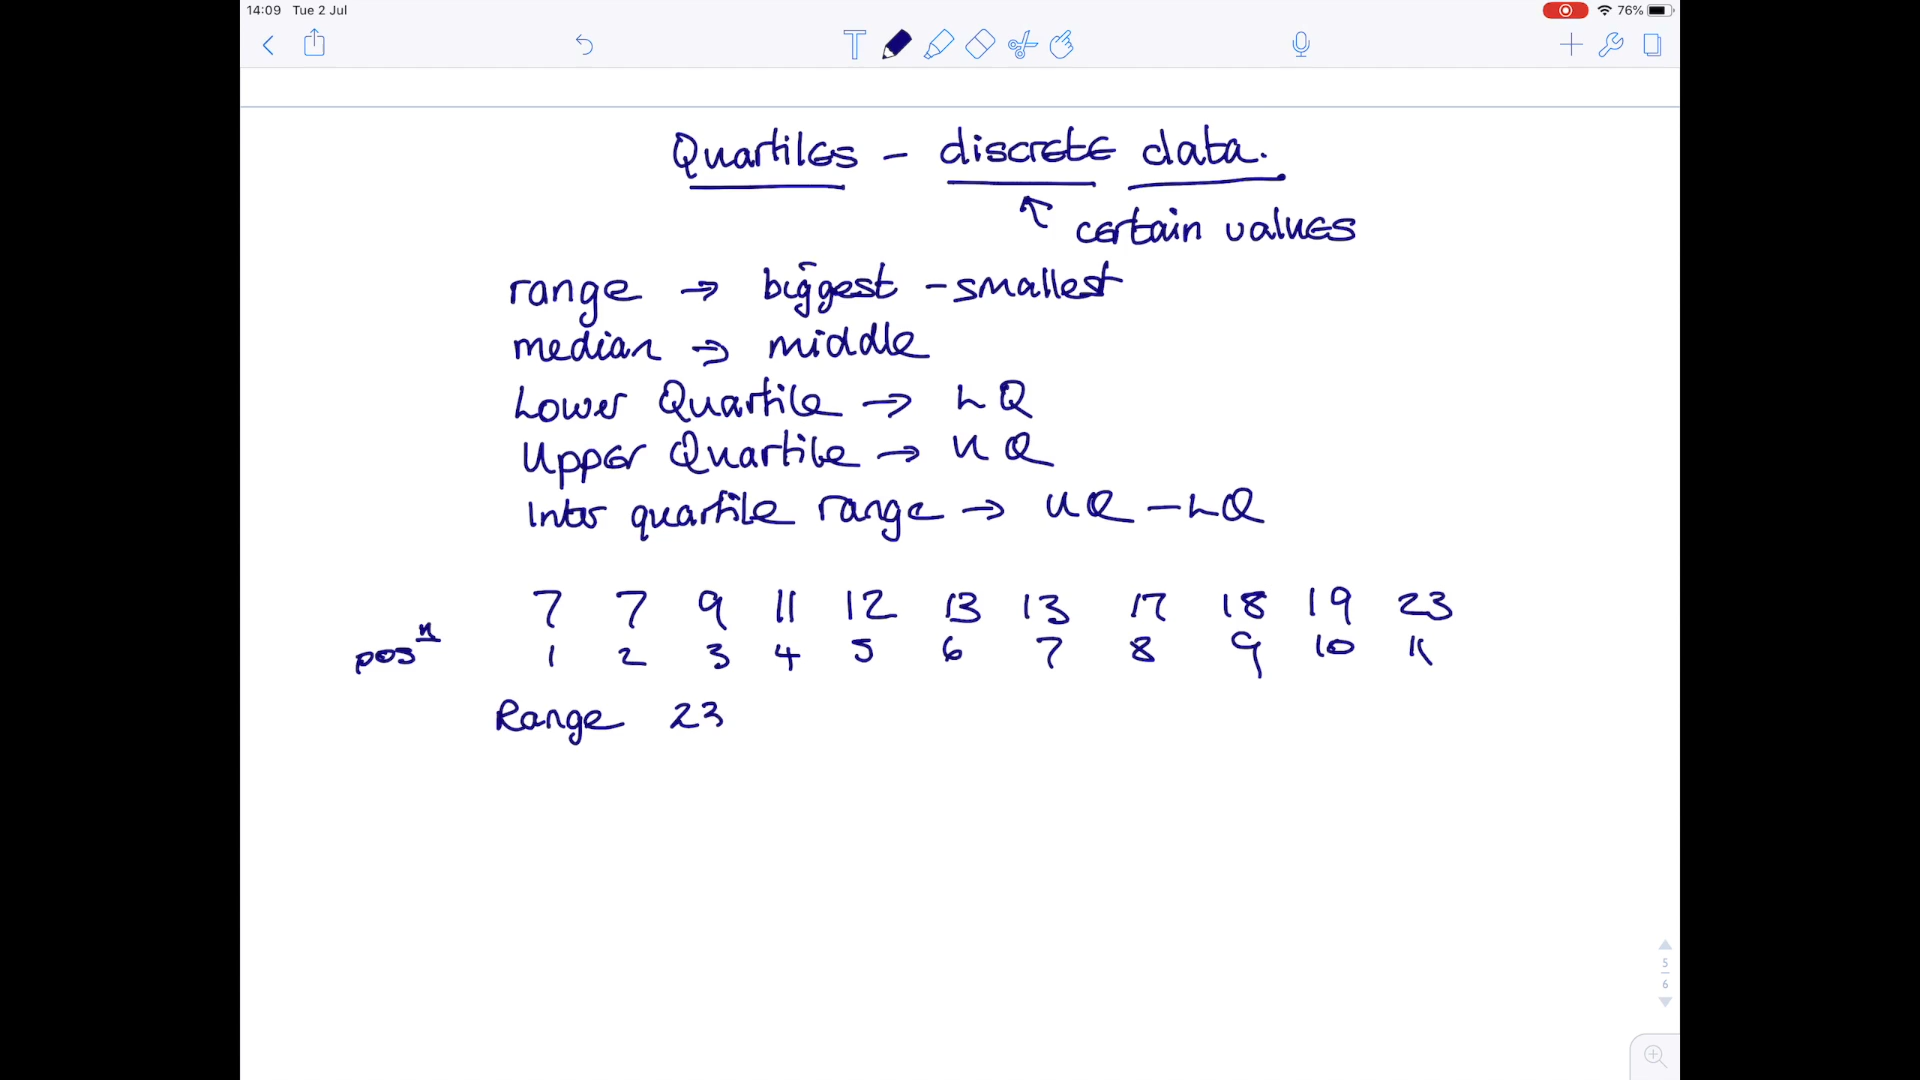 14:09 Tue 2 Jul 76%
Quartiles - discrete data.
certain values
range → biggest - smallest
median → middle
Lower Quartile → LQ
Upper Quartile → UQ
Inter quartile range → UQ - LQ
7 7 9 11 12 13 13 17 18 19 23
posn 1 2 3 4 5 6 7 8 9 10 11
Range 23
5
6